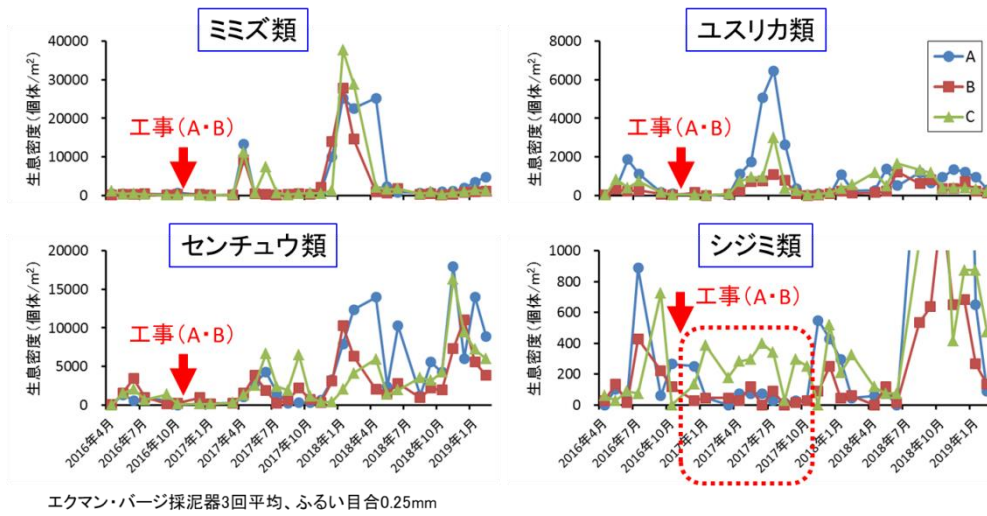 ミミズ類
生息密度(個体/m²)
40000
30000
20000
10000
0
工事(A・B)
ユスリカ類
生息密度(個体/m²)
8000
6000
4000
2000
0
工事(A・B)
A
B
C
センチュウ類
生息密度(個体/m²)
20000
15000
10000
5000
0
工事(A・B)
2016年4月
2016年7月
2016年10月
2017年1月
2017年4月
2017年7月
2017年10月
2018年1月
2018年4月
2018年7月
2018年10月
2019年1月
シジミ類
生息密度(個体/m²)
1000
800
600
400
200
0
工事(A・B)
2016年4月
2016年7月
2016年10月
2017年1月
2017年4月
2017年7月
2017年10月
2018年1月
2018年4月
2018年7月
2018年10月
2019年1月
エクマン・バージ採泥器3回平均、ふるい目合0.25mm